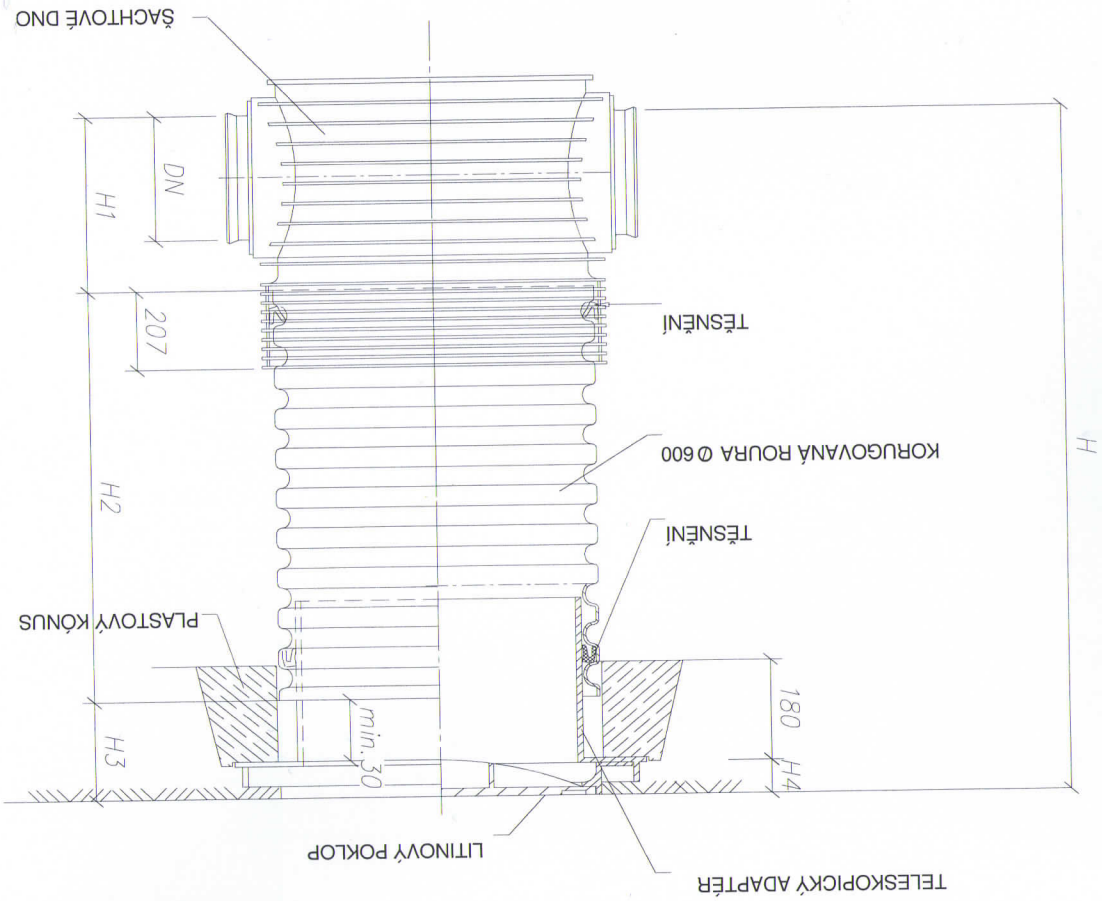 TELESKOPICKÝ ADAPTÉR
LITINOVÝ POKLOP
H4
180
min.30
H3
PLASTOVÝ KÓNUS
TĚSNĚNÍ
KORUGOVANÁ ROURA Ø 600
H2
H
TĚSNĚNÍ
207
H1
DN
ŠACHTOVÉ DNO